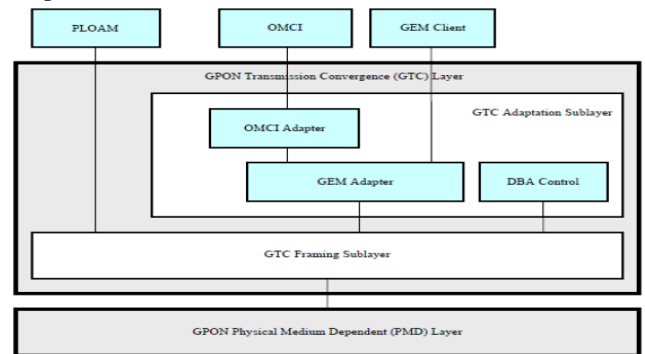 PLOAM
OMCI
GEM Client
GPON Transmission Convergence (GTC) Layer
GTC Adaptation Sublayer
OMCI Adapter
GEM Adapter
DBA Control
GTC Framing Sublayer
GPON Physical Medium Dependent (PMD) Layer